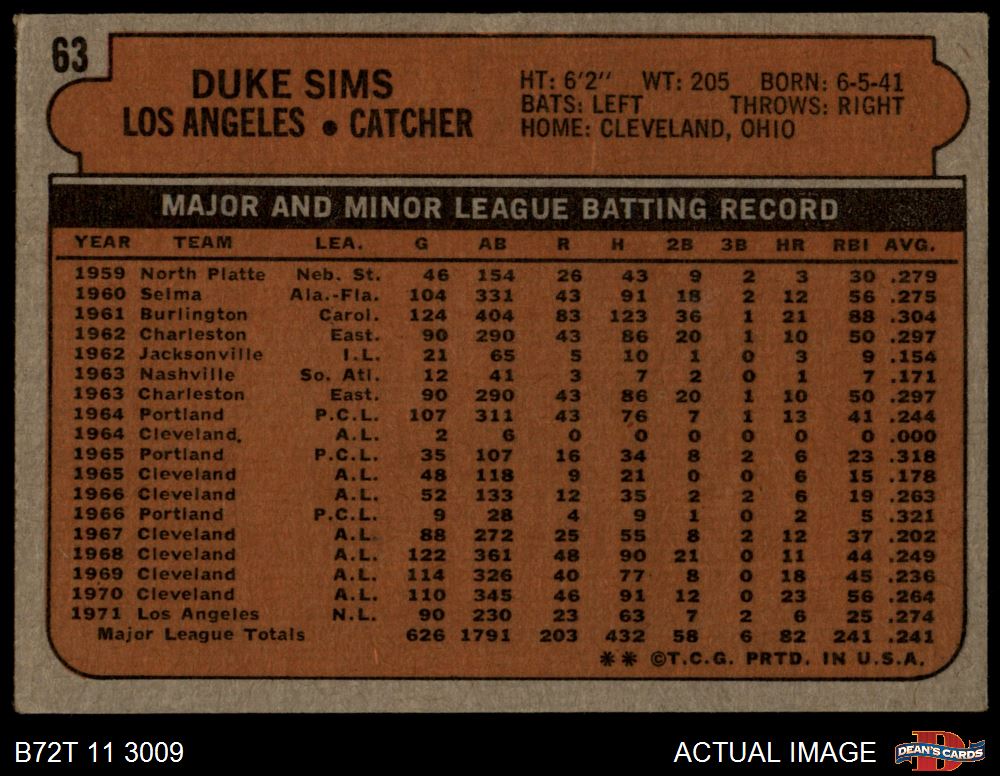 63
DUKE SIMS
LOS ANGELES • CATCHER
HT: 6'2" WT: 205 BORN: 6-5-41
BATS: LEFT THROWS: RIGHT
HOME: CLEVELAND, OHIO
MAJOR AND MINOR LEAGUE BATTING RECORD
YEAR TEAM LEA. G AB R H 2B 3B HR RBI AVG.
1959 North Platte Neb. St. 46 154 26 43 9 2 3 30 .279
1960 Selma Ala.-Fla. 104 331 43 91 18 2 12 56 .275
1961 Burlington Carol. 124 404 83 123 36 1 21 88 .304
1962 Charleston East. 90 290 43 86 20 1 10 50 .297
1962 Jacksonville I.L. 21 65 5 10 1 0 3 9 .154
1963 Nashville So. Atl. 12 41 3 7 2 0 1 7 .171
1963 Charleston East. 90 290 43 86 20 1 10 50 .297
1964 Portland P.C.L. 107 311 43 76 7 1 13 41 .244
1964 Cleveland. A.L. 2 6 0 0 0 0 0 0 .000
1965 Portland P.C.L. 35 107 16 34 8 2 6 23 .318
1965 Cleveland A.L. 48 118 9 21 0 0 6 15 .178
1966 Cleveland A.L. 52 133 12 35 2 2 6 19 .263
1966 Portland P.C.L. 9 28 4 9 1 0 2 5 .321
1967 Cleveland A.L. 88 272 25 55 8 2 12 37 .202
1968 Cleveland A.L. 122 361 48 90 21 0 11 44 .249
1969 Cleveland A.L. 114 326 40 77 8 0 18 45 .236
1970 Cleveland A.L. 110 345 46 91 12 0 23 56 .264
1971 Los Angeles N.L. 90 230 23 63 7 2 6 25 .274
Major League Totals 626 1791 203 432 58 6 82 241 .241
** ©T.C.G. PRTD. IN U.S.A.
B72T 11 3009
ACTUAL IMAGE
D
DEAN'S CARDS